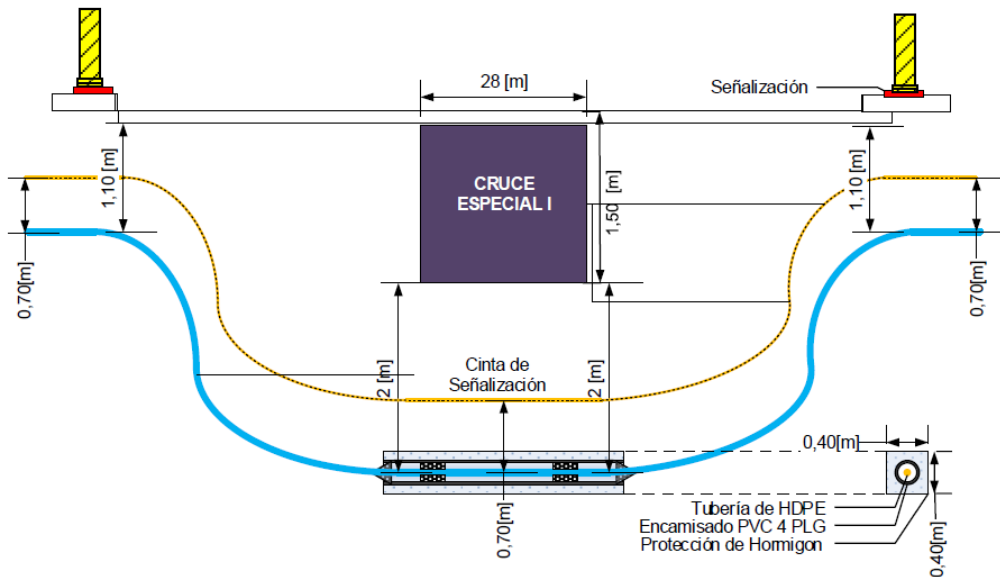 28 [m]
Señalización
1,10 [m]
CRUCE
ESPECIAL I
1,50 [m]
1,10 [m]
0,70[m]
0,70[m]
2 [m]
Cinta de
Señalización
2 [m]
0,40[m]
0,70[m]
Tubería de HDPE
Encamisado PVC 4 PLG
Protección de Hormigon
0,40[m]